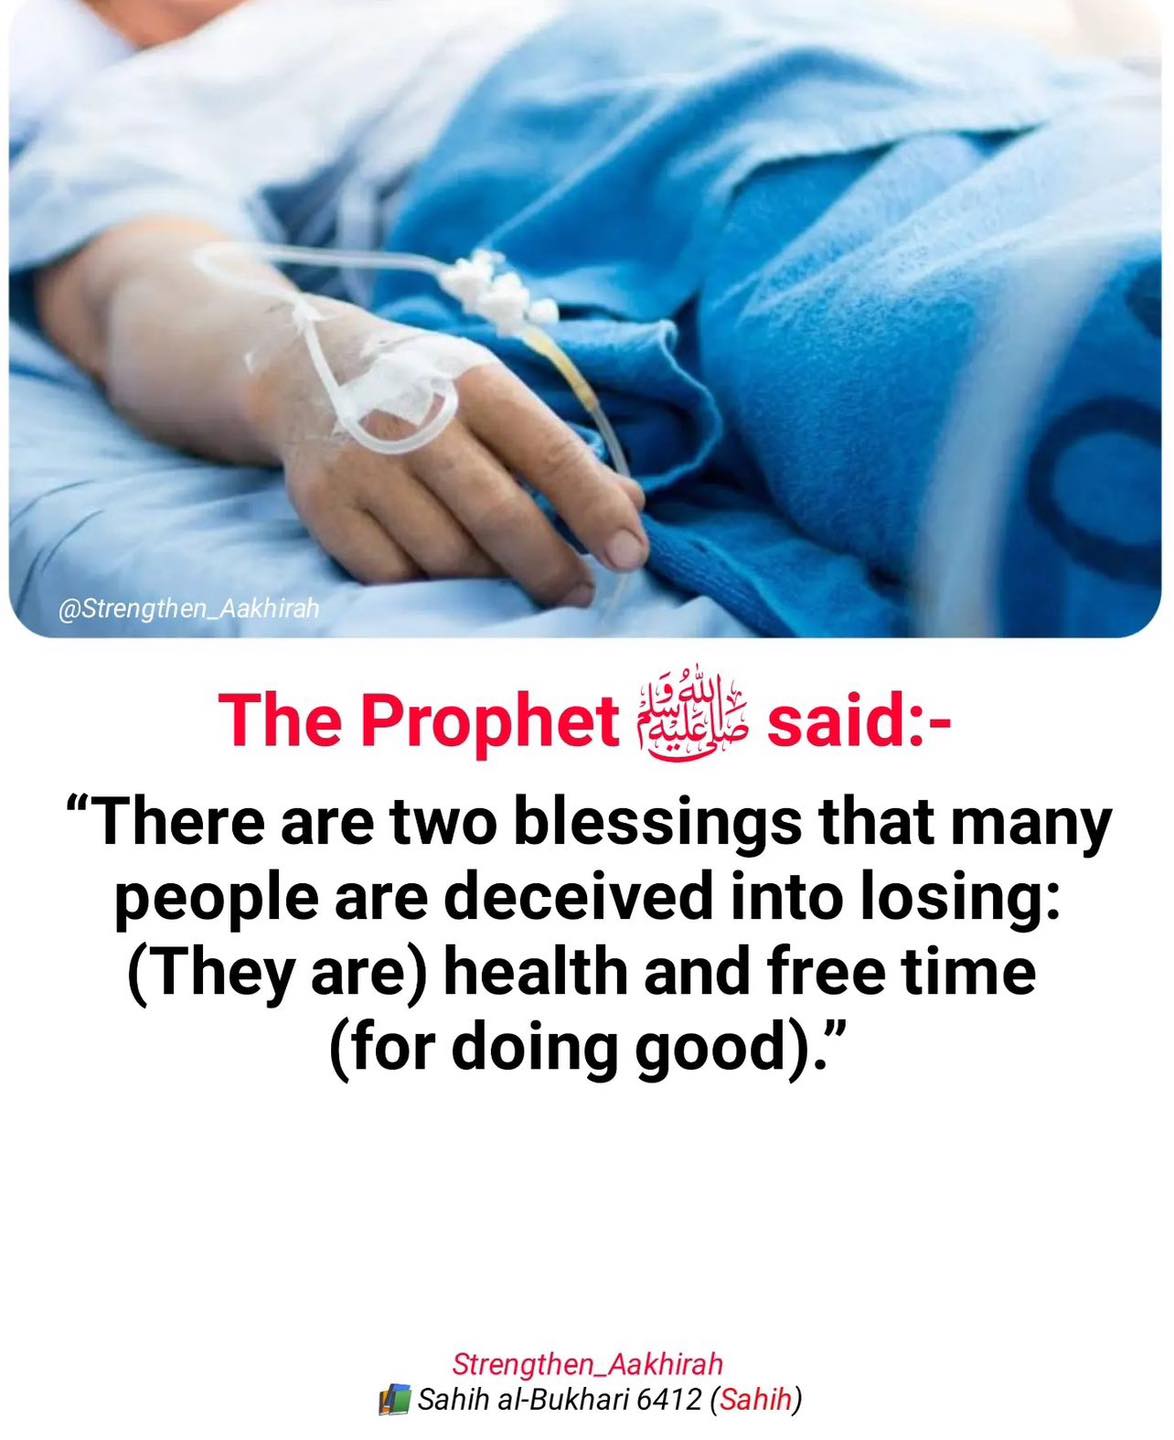 @Strengthen_Aakhirah
The Prophet ﷺ said:-
“There are two blessings that many
people are deceived into losing:
(They are) health and free time
(for doing good).”
Strengthen_Aakhirah
Sahih al-Bukhari 6412 (Sahih)